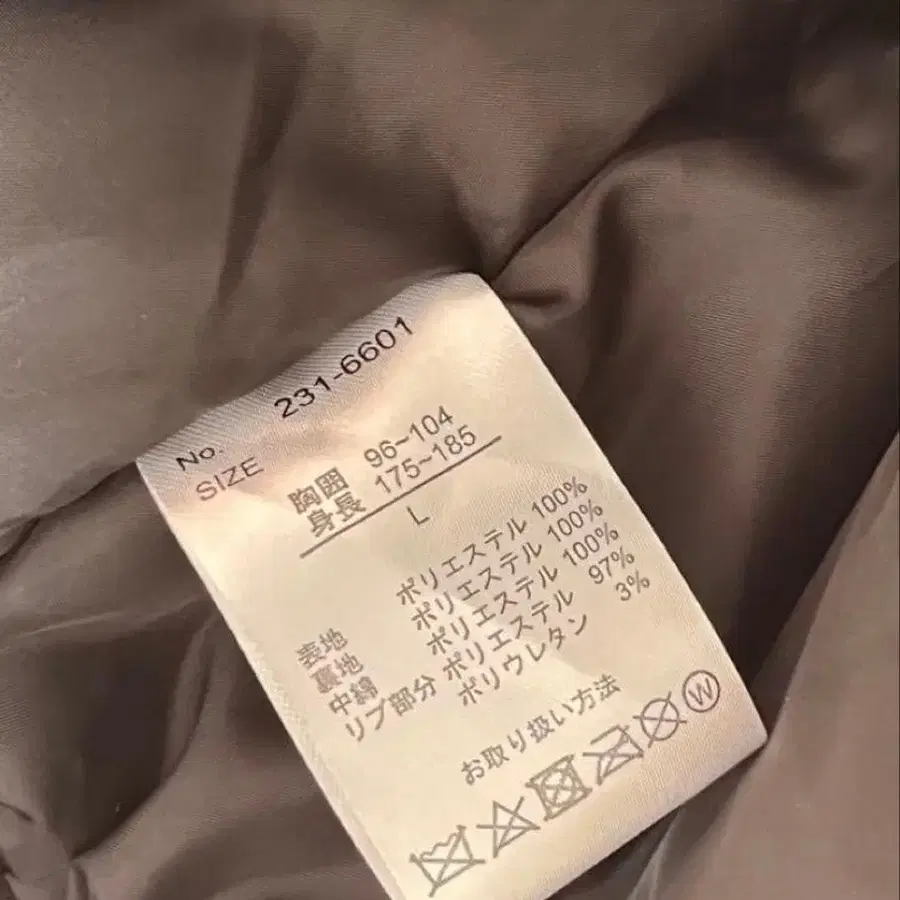 No. 231-6601
SIZE 胸囲 96~104
身長 175~185
L
表地 ポリエステル 100%
裏地 ポリエステル 100%
中綿 ポリエステル 100%
リブ部分 ポリエステル 97%
ポリウレタン 3%
お取り扱い方法
W